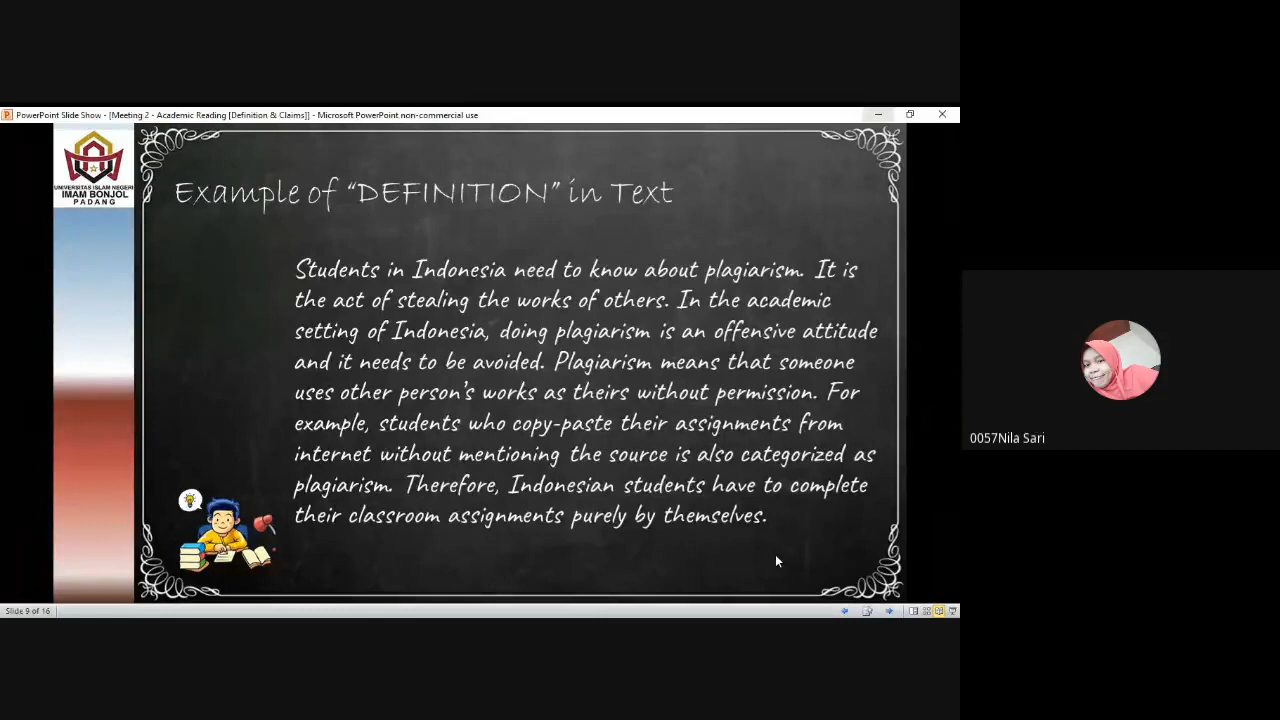 PowerPoint Slide Show - [Meeting 2 - Academic Reading [Definition & Claims]] - Microsoft PowerPoint non-commercial use
UNIVERSITAS ISLAM NEGERI
IMAM BONJOL
PADANG
Example of "DEFINITION" in Text
Students in Indonesia need to know about plagiarism. It is
the act of stealing the works of others. In the academic
setting of Indonesia, doing plagiarism is an offensive attitude
and it needs to be avoided. Plagiarism means that someone
uses other person's works as theirs without permission. For
example, students who copy-paste their assignments from
internet without mentioning the source is also categorized as
plagiarism. Therefore, Indonesian students have to complete
their classroom assignments purely by themselves.
0057Nila Sari
Slide 9 of 16